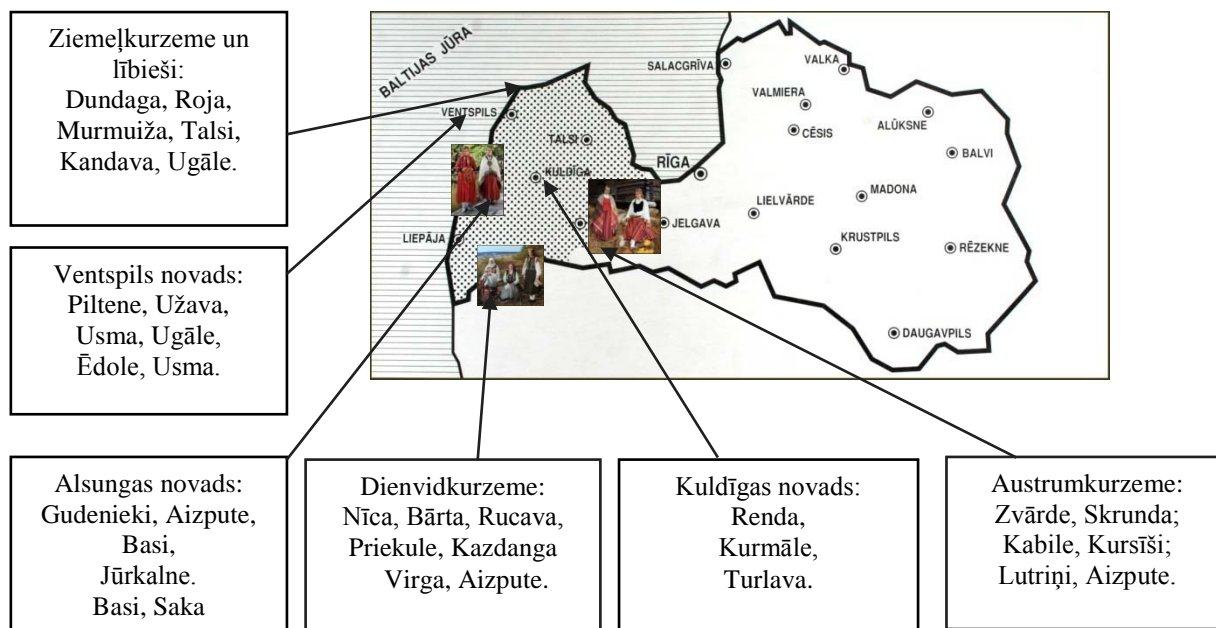 Ziemeļkurzeme un
lībieši:
Dundaga, Roja,
Murmuiža, Talsi,
Kandava, Ugāle.
Ventspils novads:
Piltene, Užava,
Usma, Ugāle,
Ēdole, Usma.
BALTIJAS JŪRA
SALACGRĪVA
VALKA
VALMIERA
VENTSPILS
ALŪKSNE
CĒSIS
TALSI
BALVI
RĪGA
KULDĪGA
MADONA
LIELVĀRDE
JELGAVA
LIEPĀJA
KRUSTPILS
RĒZEKNE
DAUGAVPILS
Alsungas novads:
Gudenieki, Aizpute,
Basi,
Jūrkalne.
Basi, Saka
Dienvidkurzeme:
Nīca, Bārta, Rucava,
Priekule, Kazdanga
Virga, Aizpute.
Kuldīgas novads:
Renda,
Kurmāle,
Turlava.
Austrumkurzeme:
Zvārde, Skrunda;
Kabile, Kursīši;
Lutriņi, Aizpute.